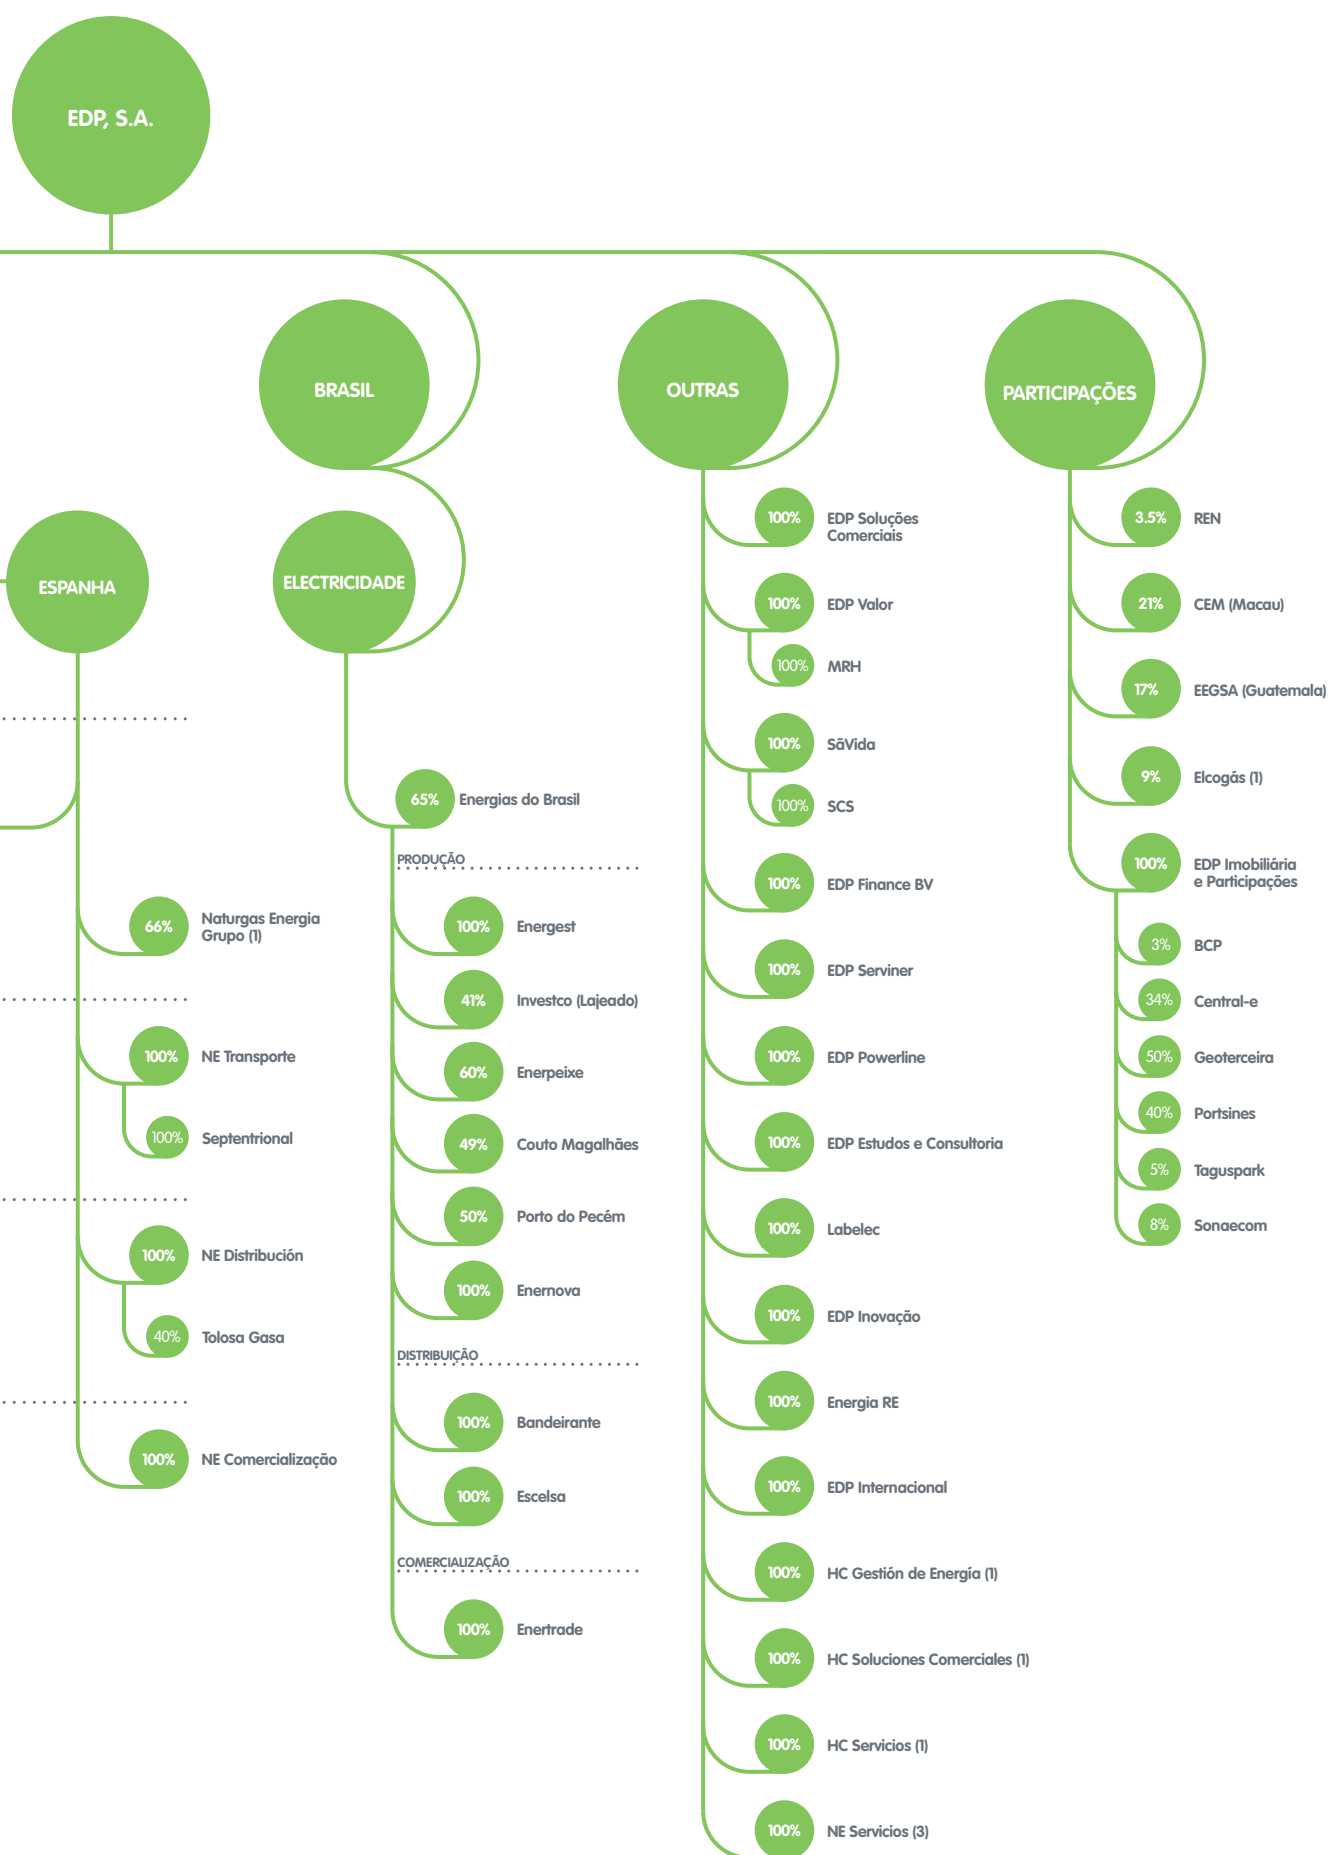 EDP, S.A.
BRASIL
OUTRAS
PARTICIPAÇÕES
ESPANHA
66%
Naturgas Energia
Grupo (1)
100%
NE Transporte
100%
Septentrional
100%
NE Distribución
40%
Tolosa Gasa
100%
NE Comercialização
ELECTRICIDADE
65%
Energias do Brasil
PRODUÇÃO
100%
Energest
41%
Investco (Lajeado)
60%
Enerpeixe
49%
Couto Magalhães
50%
Porto do Pecém
100%
Enernova
DISTRIBUIÇÃO
100%
Bandeirante
100%
Escelsa
COMERCIALIZAÇÃO
100%
Enertrade
100%
EDP Soluções
Comerciais
100%
EDP Valor
100%
MRH
100%
SãVida
100%
SCS
100%
EDP Finance BV
100%
EDP Serviner
100%
EDP Powerline
100%
EDP Estudos e Consultoria
100%
Labelec
100%
EDP Inovação
100%
Energia RE
100%
EDP Internacional
100%
HC Gestión de Energía (1)
100%
HC Soluciones Comerciales (1)
100%
HC Servicios (1)
100%
NE Servicios (3)
3.5%
REN
21%
CEM (Macau)
17%
EEGSA (Guatemala)
9%
Elcogás (1)
100%
EDP Imobiliária
e Participações
3%
BCP
34%
Central-e
50%
Geoterceira
40%
Portsines
5%
Taguspark
8%
Sonaecom